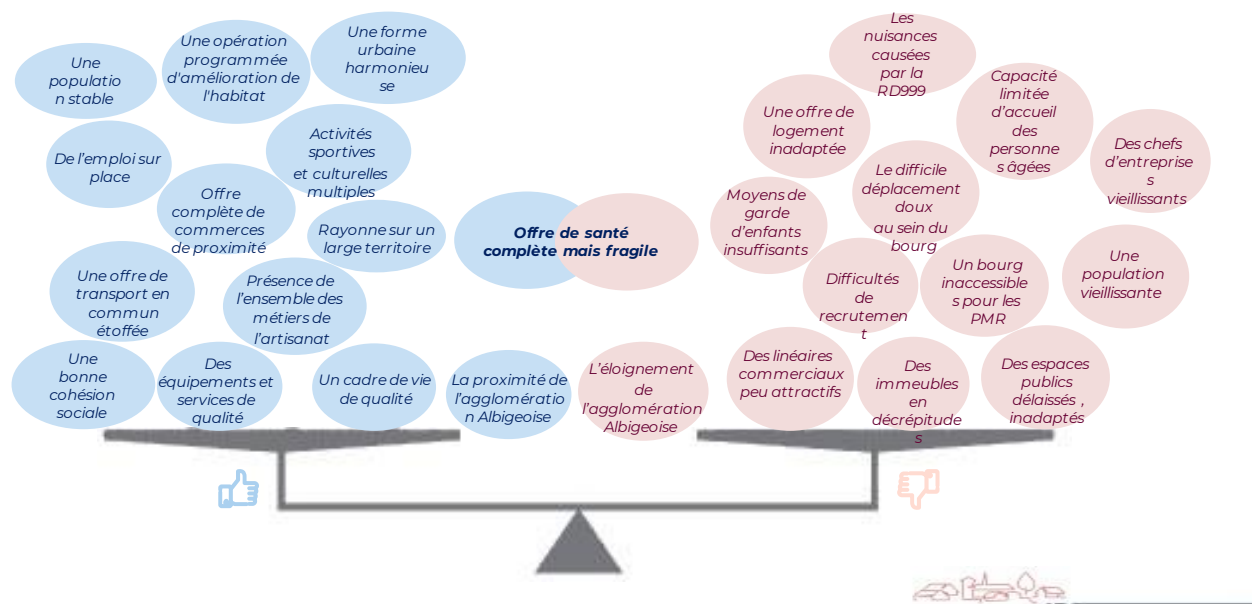 Une
populatio
n stable
Une opération
programmée
d'amélioration de
l'habitat
Une forme
urbaine
harmonieu
se
De l'emploi sur
place
Activités
sportives
et culturelles
multiples
Offre
complète de
commerces
de proximité
Rayonne sur un
large territoire
Une offre de
transport en
commun
étoffée
Présence de
l'ensemble des
métiers de
l'artisanat
Une
bonne
cohésion
sociale
Des
équipements et
services de
qualité
Un cadre de vie
de qualité
La proximité de
l'agglomératio
n Albigeoise
Offre de santé
complète mais fragile
L'éloignement
de
l'agglomération
Albigeoise
Les
nuisances
causées
par la
RD999
Une offre de
logement
inadaptée
Capacité
limitée
d'accueil
des
personne
s âgées
Des chefs
d'entreprise
s
vieillissants
Le difficile
déplacement
doux
au sein du
bourg
Moyens de
garde
d'enfants
insuffisants
Difficultés
de
recrutemen
t
Un bourg
inaccessible
s pour les
PMR
Une
population
vieillissante
Des linéaires
commerciaux
peu attractifs
Des
immeubles
en
décrépitude
s
Des espaces
publics
délaissés ,
inadaptés